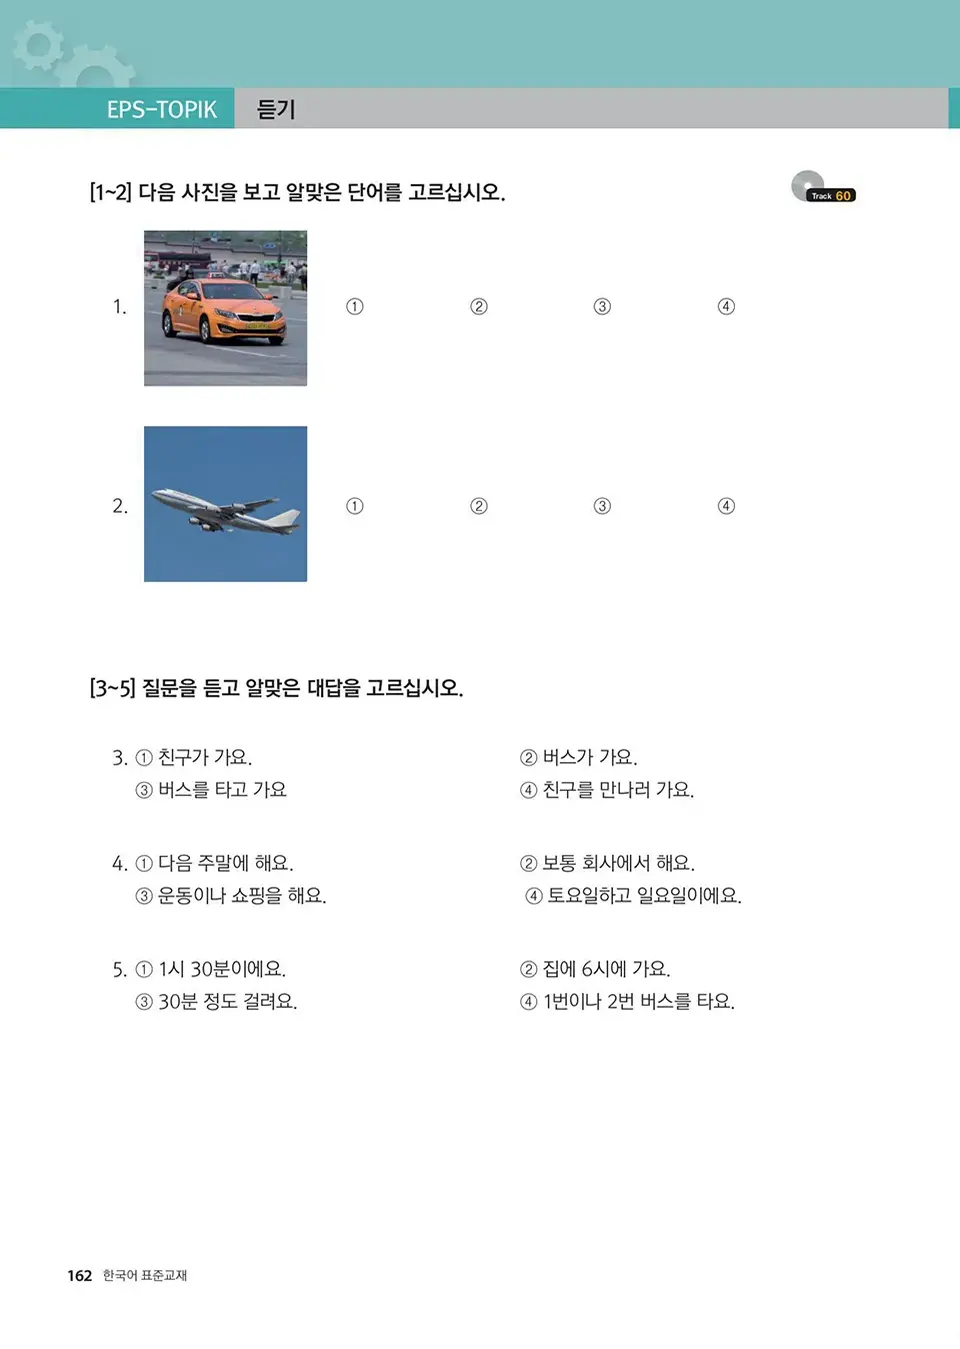 EPS-TOPIK 듣기
[1~2] 다음 사진을 보고 알맞은 단어를 고르십시오.
Track 60
1. ① ② ③ ④
2. ① ② ③ ④
[3~5] 질문을 듣고 알맞은 대답을 고르십시오.
3. ① 친구가 가요. ② 버스가 가요.
③ 버스를 타고 가요 ④ 친구를 만나러 가요.
4. ① 다음 주말에 해요. ② 보통 회사에서 해요.
③ 운동이나 쇼핑을 해요. ④ 토요일하고 일요일이에요.
5. ① 1시 30분이에요. ② 집에 6시에 가요.
③ 30분 정도 걸려요. ④ 1번이나 2번 버스를 타요.
162 한국어 표준교재